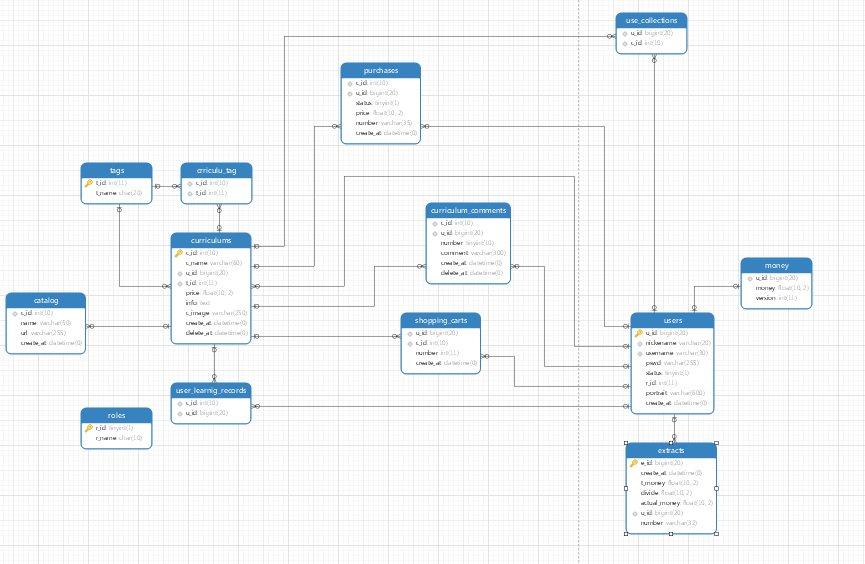 use_collections
u_id: bigint(20)
c_id: int(10)
purchases
c_id: int(10)
u_id: bigint(20)
status: tinyint(1)
price: float(10, 2)
number: varchar(35)
create_at: datetime(0)
tags
t_id: int(11)
t_name: char(20)
crriculu_tag
c_id: int(10)
t_id: int(11)
curriculum_comments
c_id: int(10)
u_id: bigint(20)
number: tinyint(10)
comment: varchar(300)
create_at: datetime(0)
delete_at: datetime(0)
curriculums
c_id: int(10)
c_name: varchar(60)
u_id: bigint(20)
t_id: int(11)
price: float(10, 2)
info: text
c_image: varchar(250)
create_at: datetime(0)
delete_at: datetime(0)
money
u_id: bigint(20)
money: float(10, 2)
version: int(11)
catalog
c_id: int(10)
name: varchar(50)
url: varchar(255)
create_at: datetime(0)
shopping_carts
u_id: bigint(20)
c_id: int(10)
number: int(11)
create_at: datetime(0)
users
u_id: bigint(20)
nickename: varchar(20)
username: varchar(30)
pswd: varchar(255)
status: tinyint(1)
r_id: int(11)
portrait: varchar(600)
create_at: datetime(0)
user_learnig_records
c_id: int(10)
u_id: bigint(20)
roles
r_id: tinyint(1)
r_name: char(10)
extracts
e_id: bigint(20)
create_at: datetime(0)
t_money: float(10, 2)
divide: float(10, 2)
actual_money: float(10, 2)
u_id: bigint(20)
number: varchar(32)